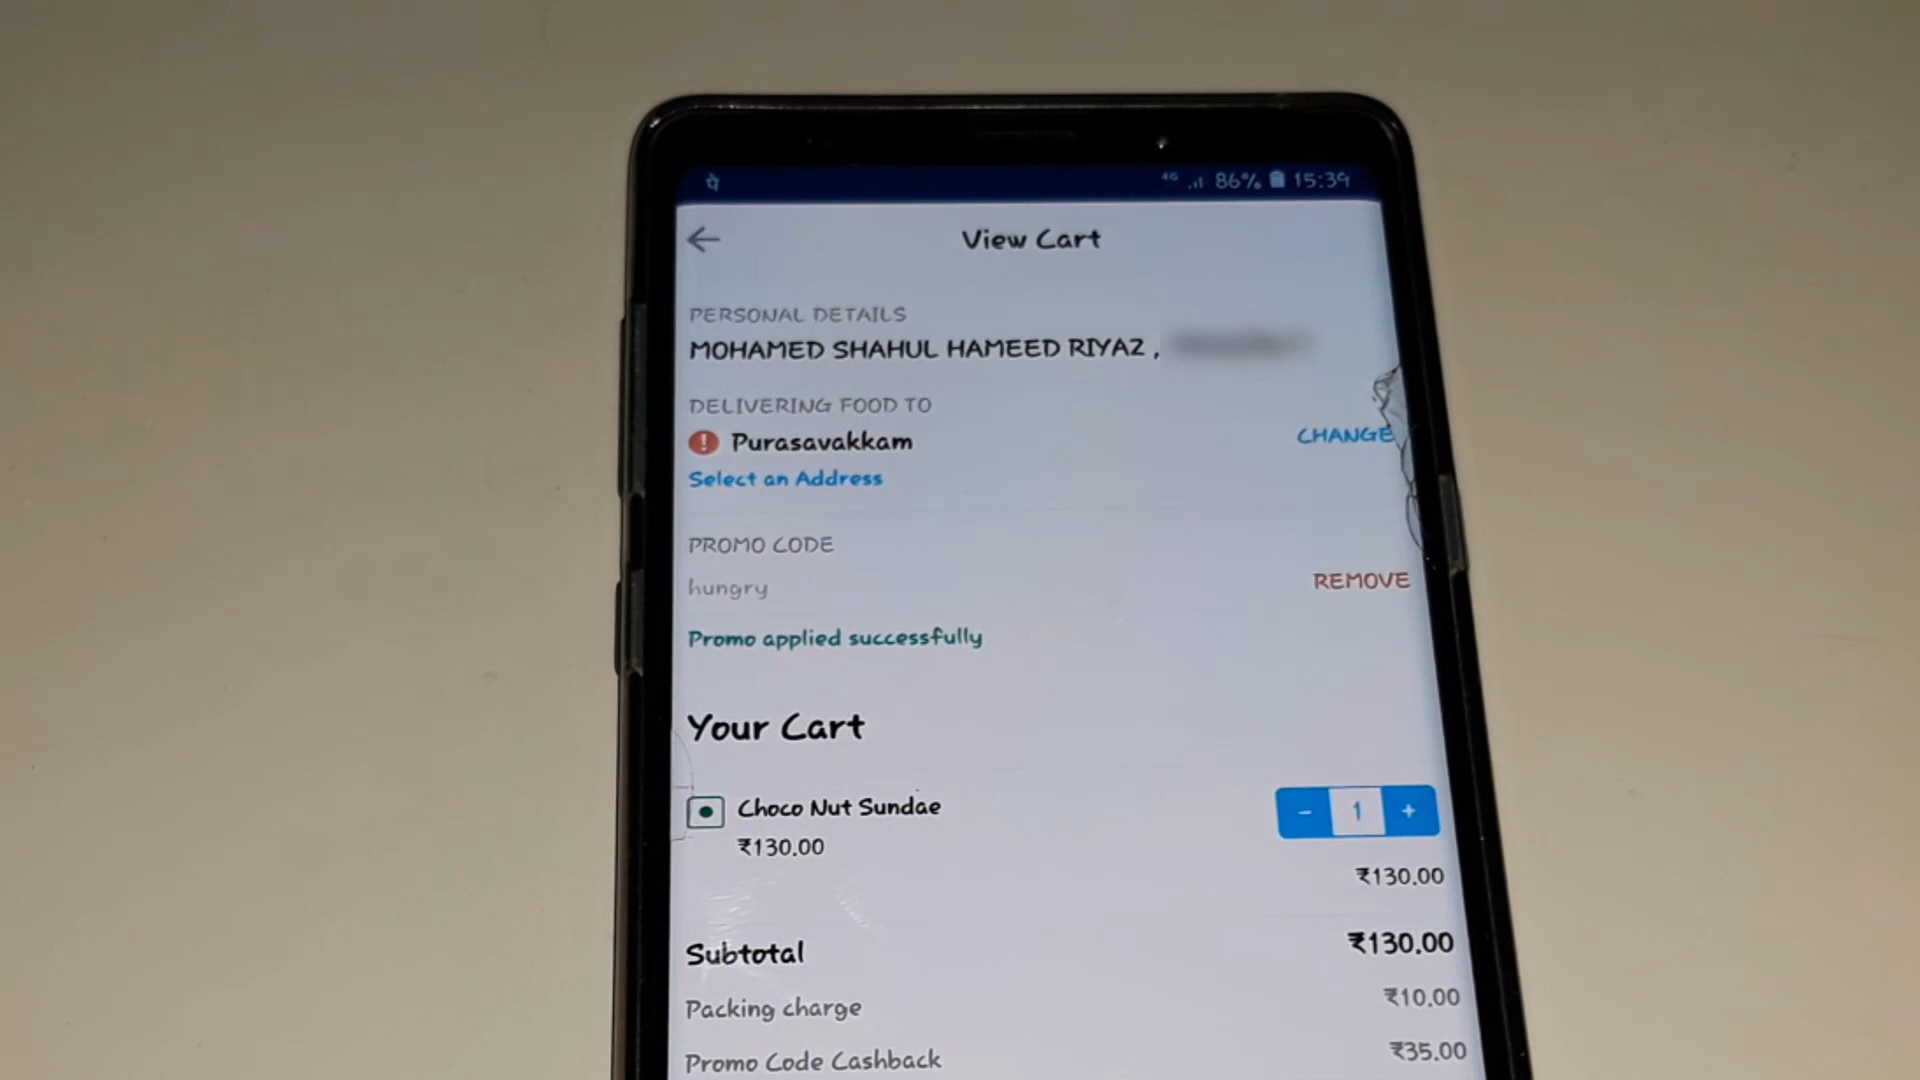 4G 86% 15:39
View Cart
PERSONAL DETAILS
MOHAMED SHAHUL HAMEED RIYAZ ,
DELIVERING FOOD TO
! Purasavakkam
CHANGE
Select an Address
PROMO CODE
hungry
REMOVE
Promo applied successfully
Your Cart
Choco Nut Sundae
- 1 +
₹130.00
₹130.00
Subtotal ₹130.00
Packing charge ₹10.00
Promo Code Cashback ₹35.00